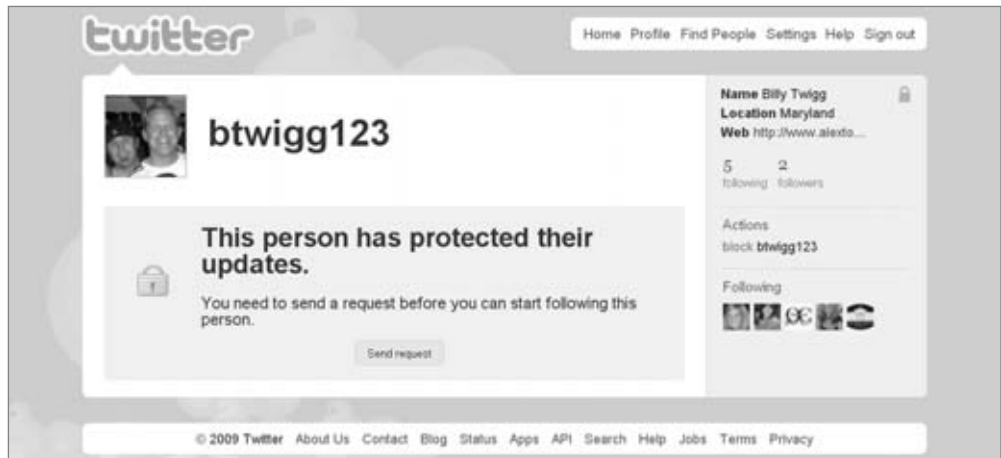 twitter
Home Profile Find People Settings Help Sign out
btwigg123
This person has protected their
updates.
You need to send a request before you can start following this
person.
Send request
Name Billy Twigg
Location Maryland
Web http://www.alexto...
5 2
following followers
Actions
block btwigg123
Following
© 2009 Twitter About Us Contact Blog Status Apps API Search Help Jobs Terms Privacy